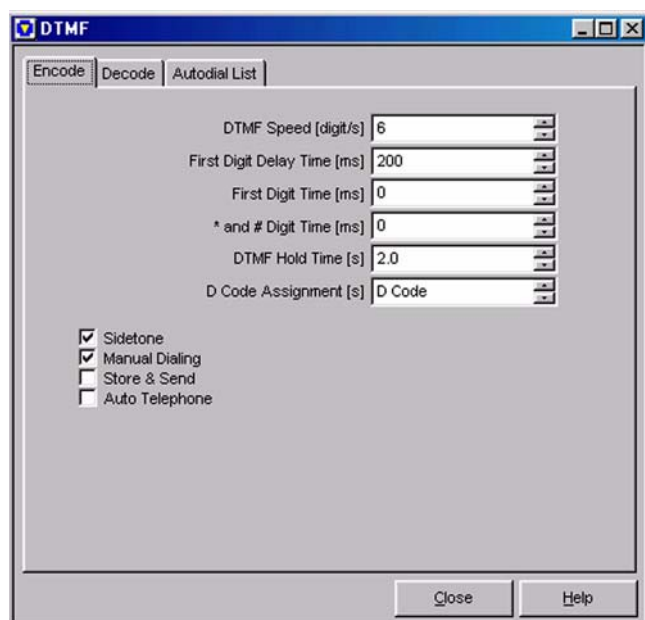 DTMF
Encode Decode Autodial List
DTMF Speed [digit/s] 6
First Digit Delay Time [ms] 200
First Digit Time [ms] 0
* and # Digit Time [ms] 0
DTMF Hold Time [s] 2.0
D Code Assignment [s] D Code
Sidetone
Manual Dialing
Store & Send
Auto Telephone
Close Help